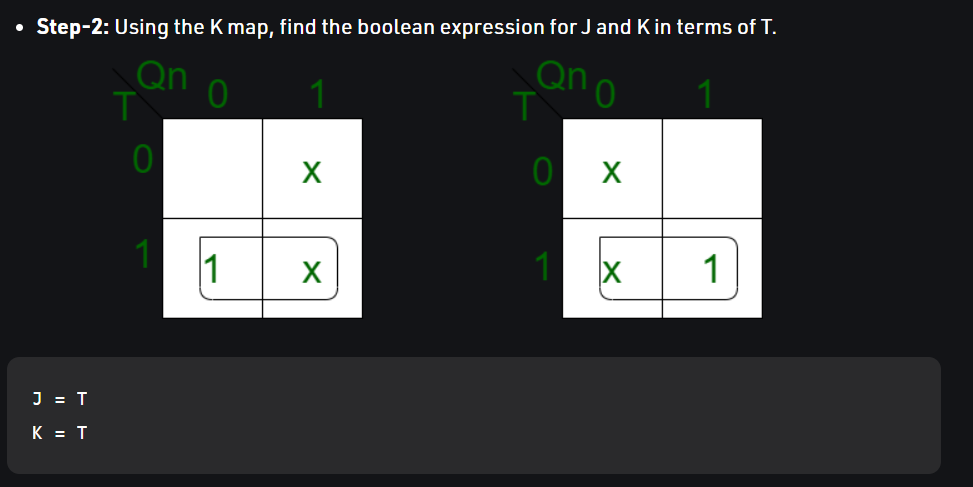 • Step-2: Using the K map, find the boolean expression for J and K in terms of T.
Qn 0 1 Qn 0 1
T T
0 x 0 x
1 1 x 1 x 1
J = T
K = T